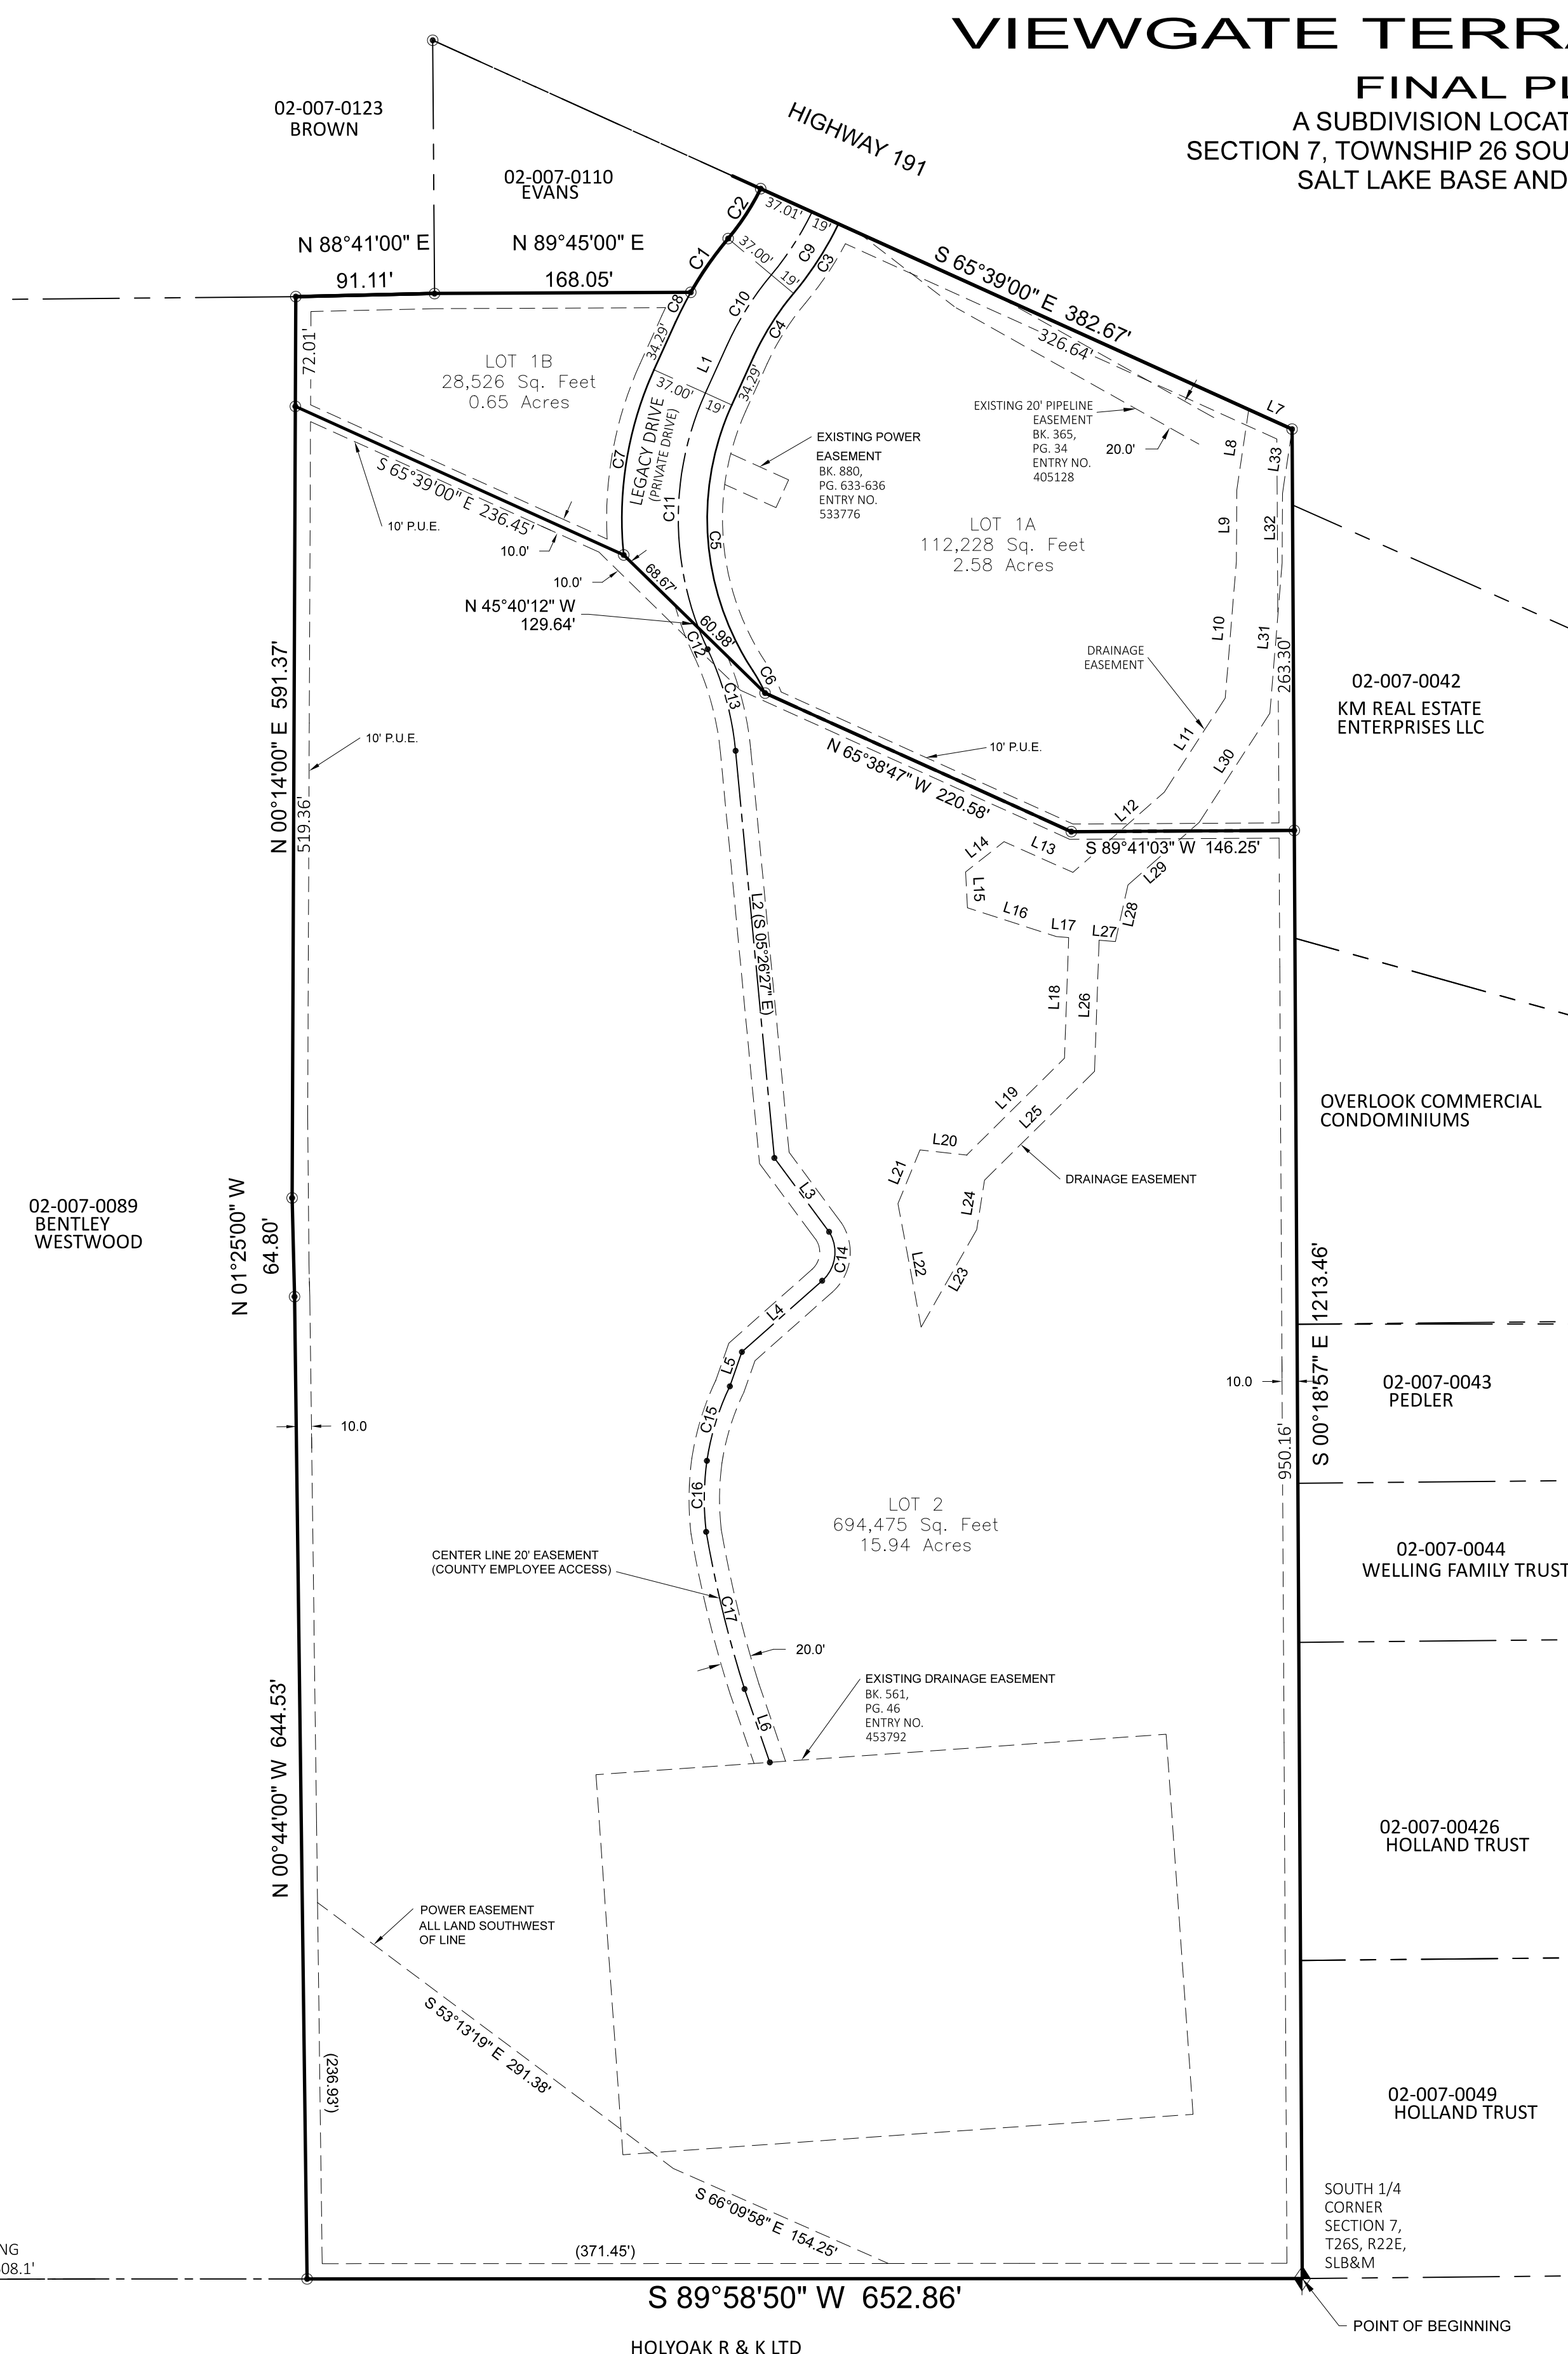 VIEWGATE TERRA
FINAL PL
A SUBDIVISION LOCAT
SECTION 7, TOWNSHIP 26 SOU
SALT LAKE BASE AND
HIGHWAY 191
02-007-0123
BROWN
02-007-0110
EVANS
N 88°41'00" E
91.11'
N 89°45'00" E
168.05'
C2
C1
C8
37.01'
19'
37.00'
19'
C9
C3
C10
C4
S 65°39'00" E 382.67'
326.64'
L7
72.01'
LOT 1B
28,526 Sq. Feet
0.65 Acres
34.29'
L1
37.00'
19'
34.29'
C7
LEGACY DRIVE
(PRIVATE DRIVE)
C11
C5
EXISTING POWER
EASEMENT
BK. 880,
PG. 633-636
ENTRY NO.
533776
EXISTING 20' PIPELINE
EASEMENT
BK. 365,
PG. 34
ENTRY NO.
405128
20.0'
L8
L33
L9
L32
LOT 1A
112,228 Sq. Feet
2.58 Acres
S 65°39'00" E 236.45'
10' P.U.E.
10.0'
10.0'
68.67'
N 45°40'12" W
129.64'
60.98'
C12
C6
C13
L10
L31
263.30'
DRAINAGE
EASEMENT
L11
L30
02-007-0042
KM REAL ESTATE
ENTERPRISES LLC
N 00°14'00" E 591.37'
519.36'
10' P.U.E.
10' P.U.E.
N 65°38'47" W 220.58'
L12
L13
L14
S 89°41'03" W 146.25'
L29
L15
L16
L17
L27
L28
L2 (S 05°26'27" E)
L18
L26
L19
L25
L20
L21
L24
L22
L23
DRAINAGE EASEMENT
OVERLOOK COMMERCIAL
CONDOMINIUMS
02-007-0089
BENTLEY
WESTWOOD
N 01°25'00" W
64.80'
L3
C14
L4
L5
C15
C16
S 00°18'57" E 1213.46'
10.0
950.16'
02-007-0043
PEDLER
10.0
LOT 2
694,475 Sq. Feet
15.94 Acres
02-007-0044
WELLING FAMILY TRUST
CENTER LINE 20' EASEMENT
(COUNTY EMPLOYEE ACCESS)
C17
20.0'
L6
EXISTING DRAINAGE EASEMENT
BK. 561,
PG. 46
ENTRY NO.
453792
N 00°44'00" W 644.53'
02-007-00426
HOLLAND TRUST
POWER EASEMENT
ALL LAND SOUTHWEST
OF LINE
S 53°13'19" E 291.38'
(236.93')
02-007-0049
HOLLAND TRUST
S 66°09'58" E 154.25'
(371.45')
SOUTH 1/4
CORNER
SECTION 7,
T26S, R22E,
SLB&M
NG
08.1'
S 89°58'50" W 652.86'
POINT OF BEGINNING
HOLYOAK R & K LTD